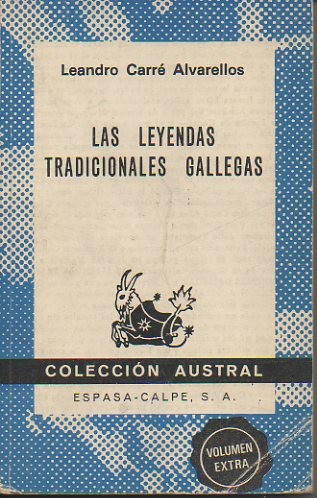 Leandro Carré Alvarellos
LAS LEYENDAS
TRADICIONALES GALLEGAS
COLECCIÓN AUSTRAL
ESPASA-CALPE, S. A.
VOLUMEN
EXTRA